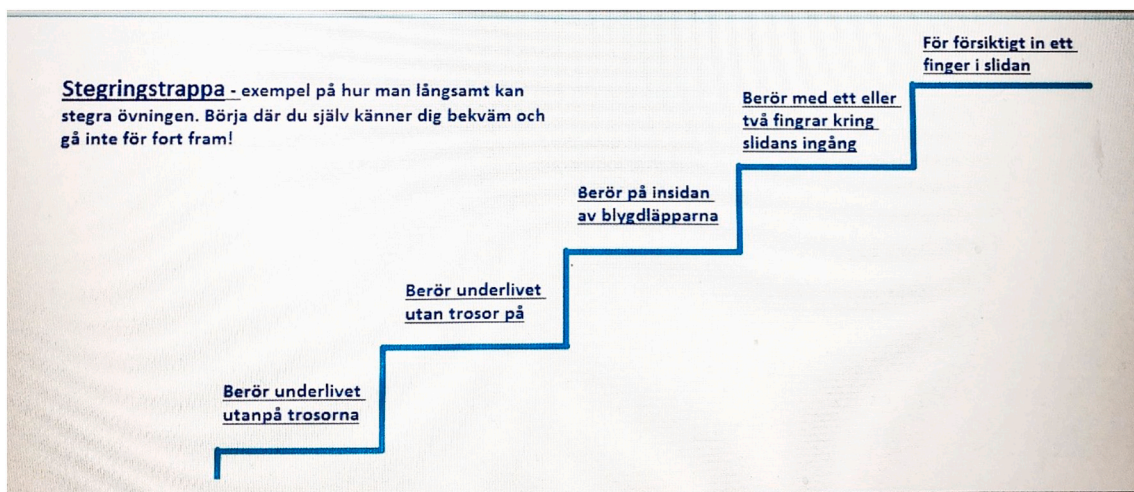 Stegringstrappa - exempel på hur man långsamt kan
stegra övningen. Börja där du själv känner dig bekväm och
gå inte för fort fram!
För försiktigt in ett
finger i slidan
Berör med ett eller
två fingrar kring
slidans ingång
Berör på insidan
av blygdläpparna
Berör underlivet
utan trosor på
Berör underlivet
utanpå trosorna